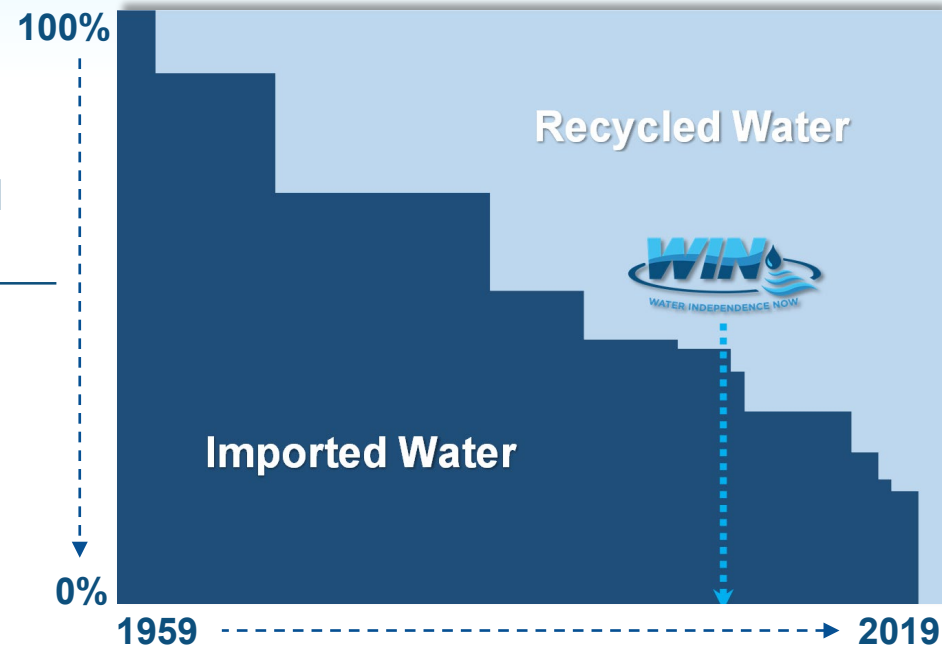 100%
Recycled Water
WIN
WATER INDEPENDENCE NOW
Imported Water
0%
1959
2019